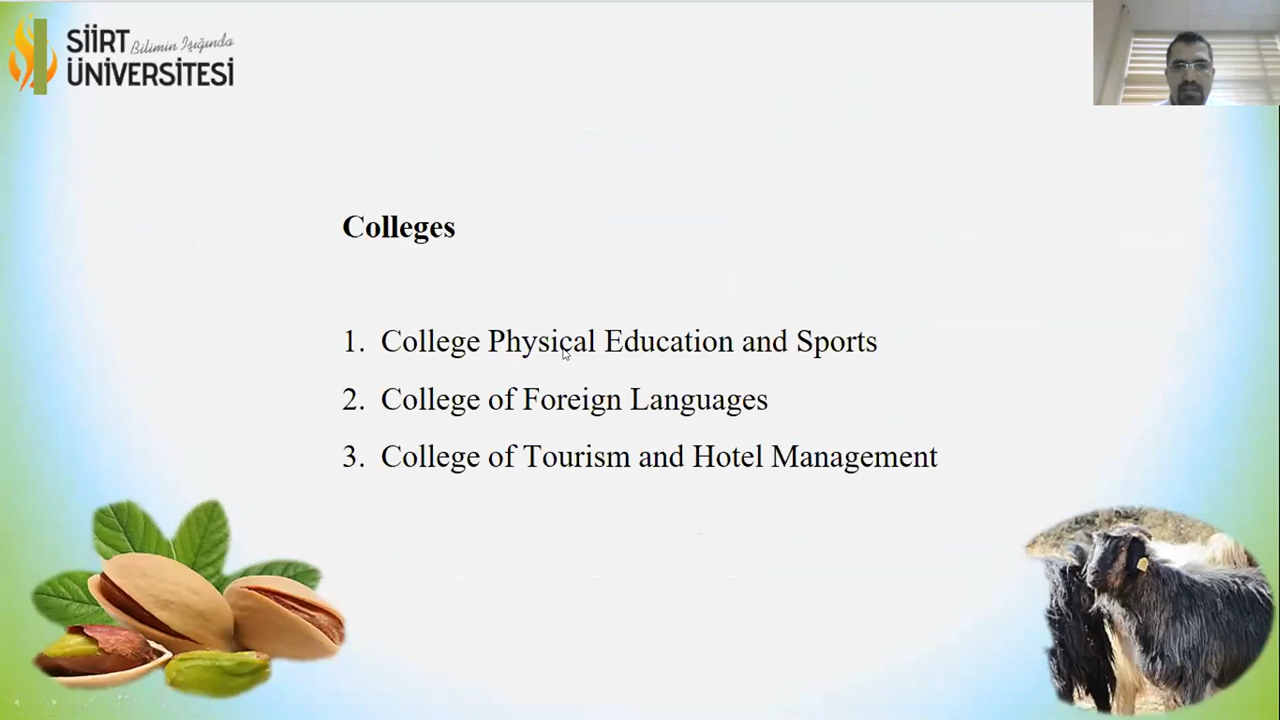 SİİRT Bilimin Işığında
ÜNİVERSİTESİ
Colleges
1. College Physical Education and Sports
2. College of Foreign Languages
3. College of Tourism and Hotel Management